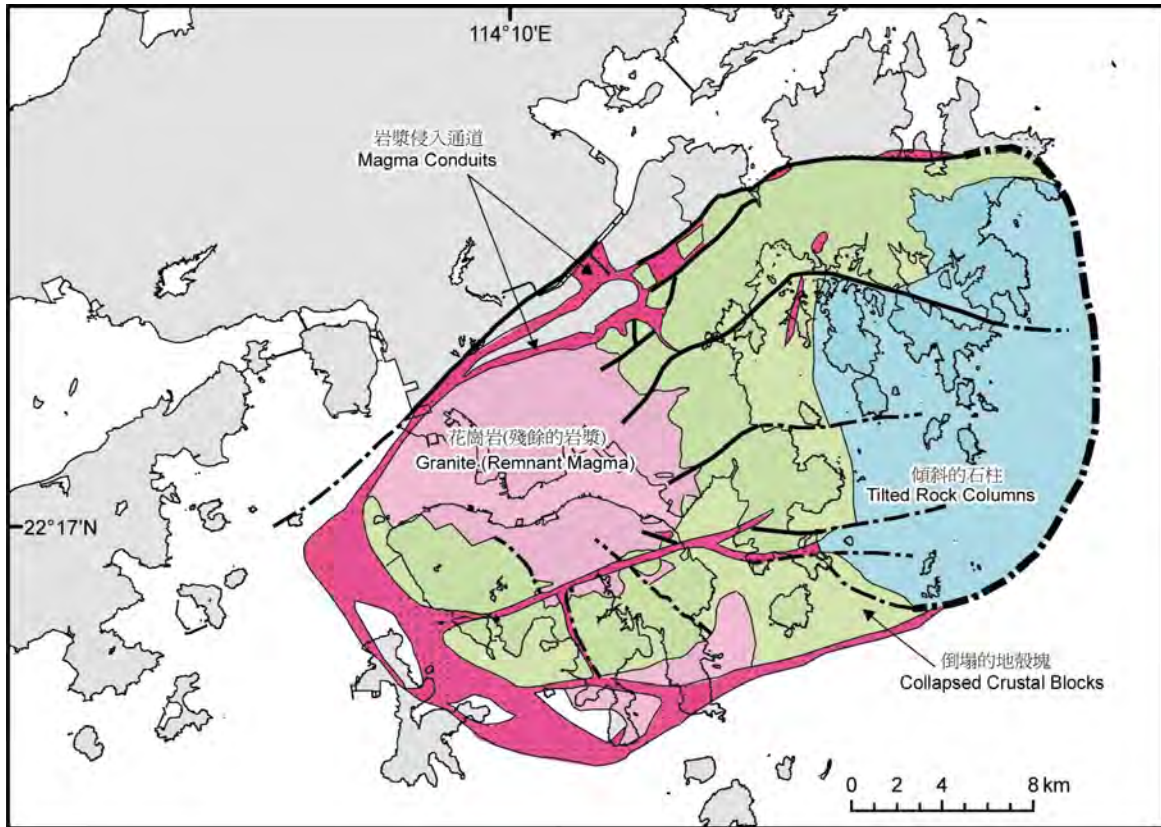 114°10'E
岩漿侵入通道
Magma Conduits
花崗岩(殘餘的岩漿)
Granite (Remnant Magma)
傾斜的石柱
Tilted Rock Columns
22°17'N
倒塌的地殼塊
Collapsed Crustal Blocks
0 2 4 8 km